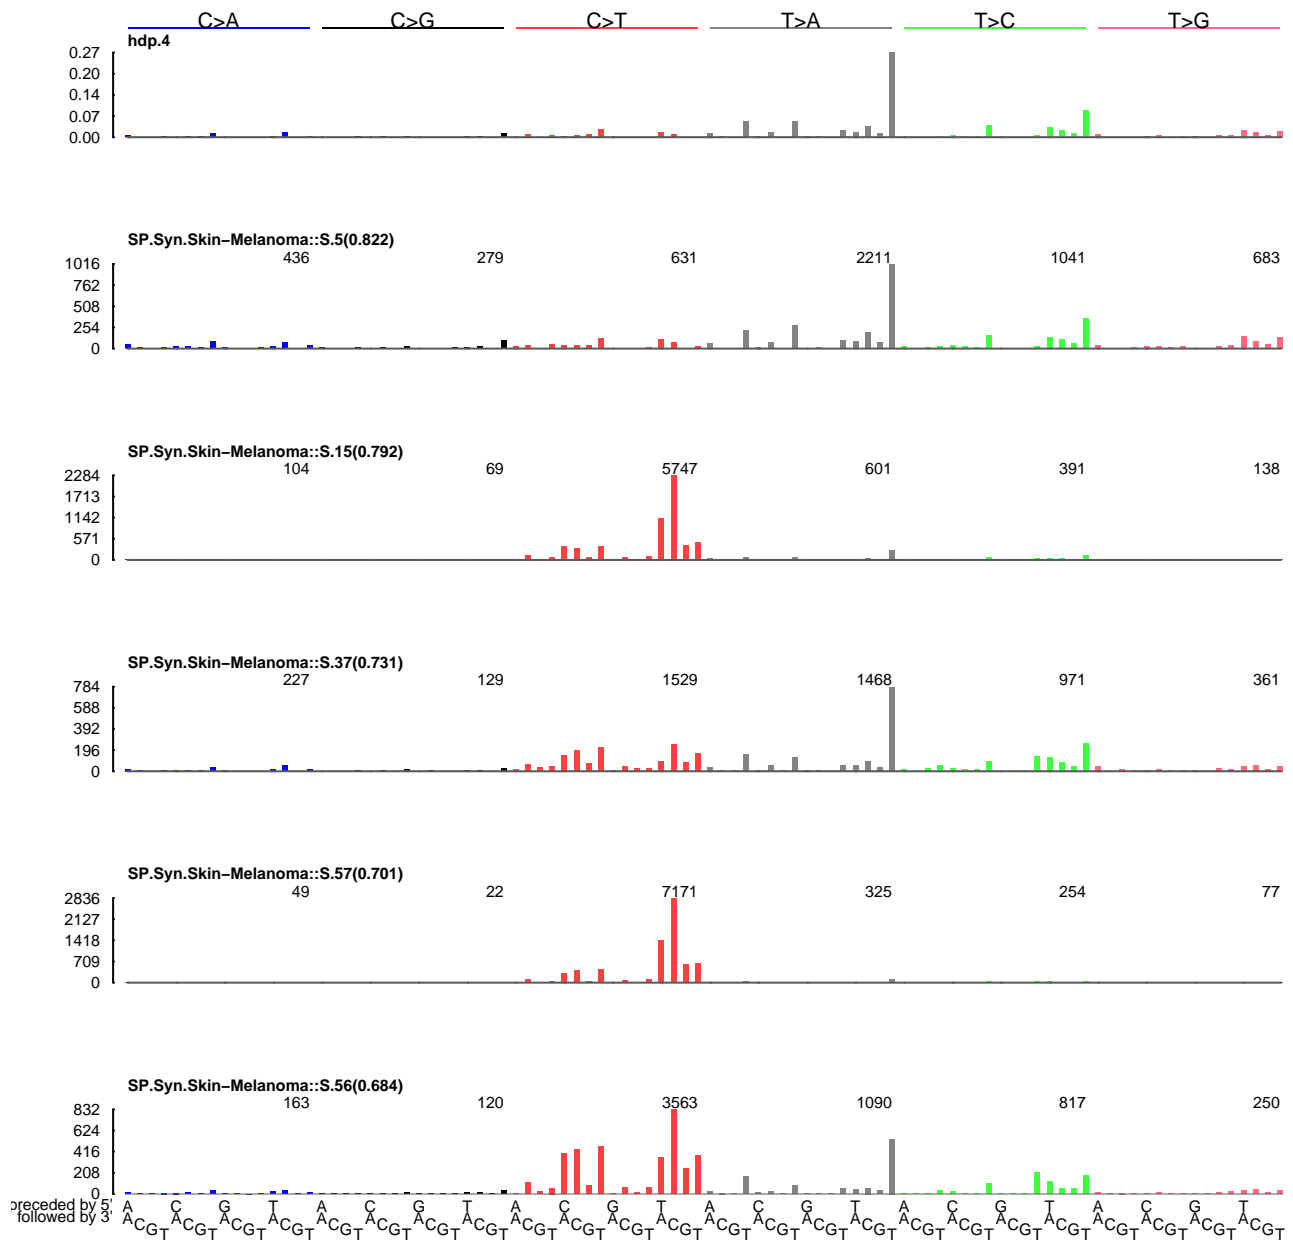 C>A C>G C>T T>A T>C T>G
hdp.4
0.27
0.20
0.14
0.07
0.00
SP.Syn.Skin−Melanoma::S.5(0.822)
436 279 631 2211 1041 683
1016
762
508
254
0
SP.Syn.Skin−Melanoma::S.15(0.792)
104 69 5747 601 391 138
2284
1713
1142
571
0
SP.Syn.Skin−Melanoma::S.37(0.731)
227 129 1529 1468 971 361
784
588
392
196
0
SP.Syn.Skin−Melanoma::S.57(0.701)
49 22 7171 325 254 77
2836
2127
1418
709
0
SP.Syn.Skin−Melanoma::S.56(0.684)
163 120 3563 1090 817 250
832
624
416
208
0
preceded by 5' A C G T A C G T A C G T A C G T A C G T A C G T
followed by 3' A C G T A C G T A C G T A C G T A C G T A C G T A C G T A C G T A C G T A C G T A C G T A C G T A C G T A C G T A C G T A C G T A C G T A C G T A C G T A C G T A C G T A C G T A C G T A C G T